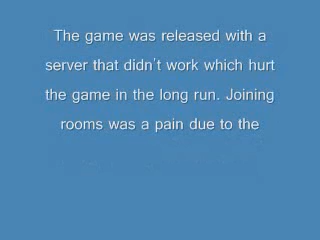 The game was released with a
server that didn't work which hurt
the game in the long run. Joining
rooms was a pain due to the